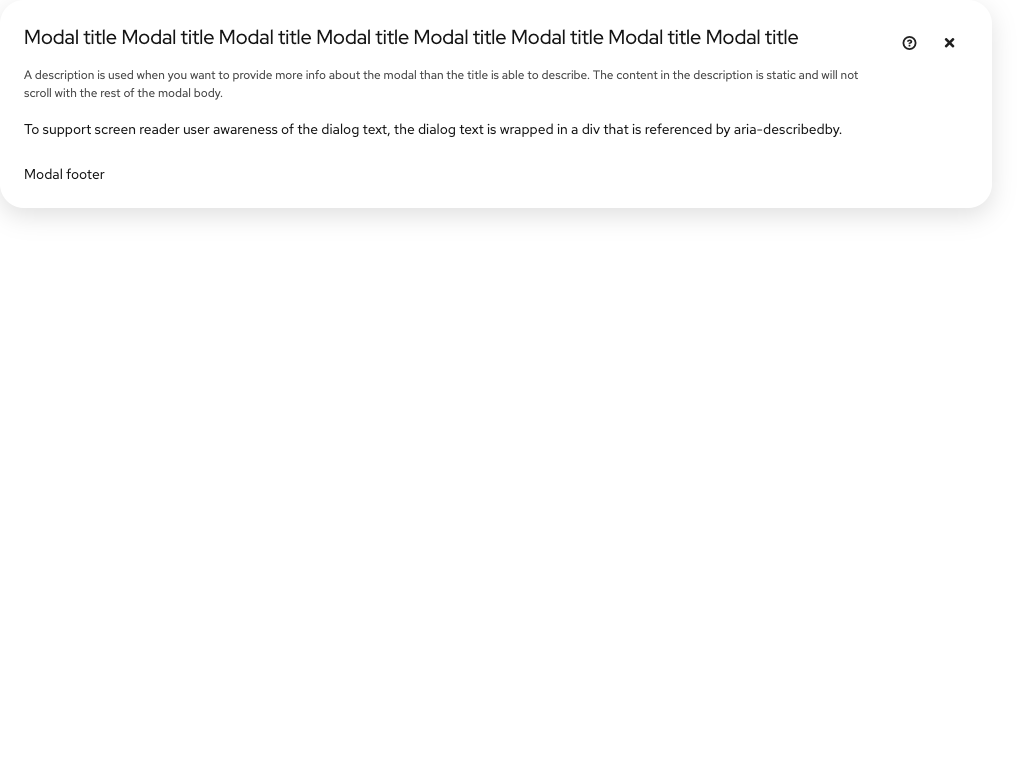 Modal title Modal title Modal title Modal title Modal title Modal title Modal title Modal title
A description is used when you want to provide more info about the modal than the title is able to describe. The content in the description is static and will not
scroll with the rest of the modal body.
To support screen reader user awareness of the dialog text, the dialog text is wrapped in a div that is referenced by aria-describedby.
Modal footer